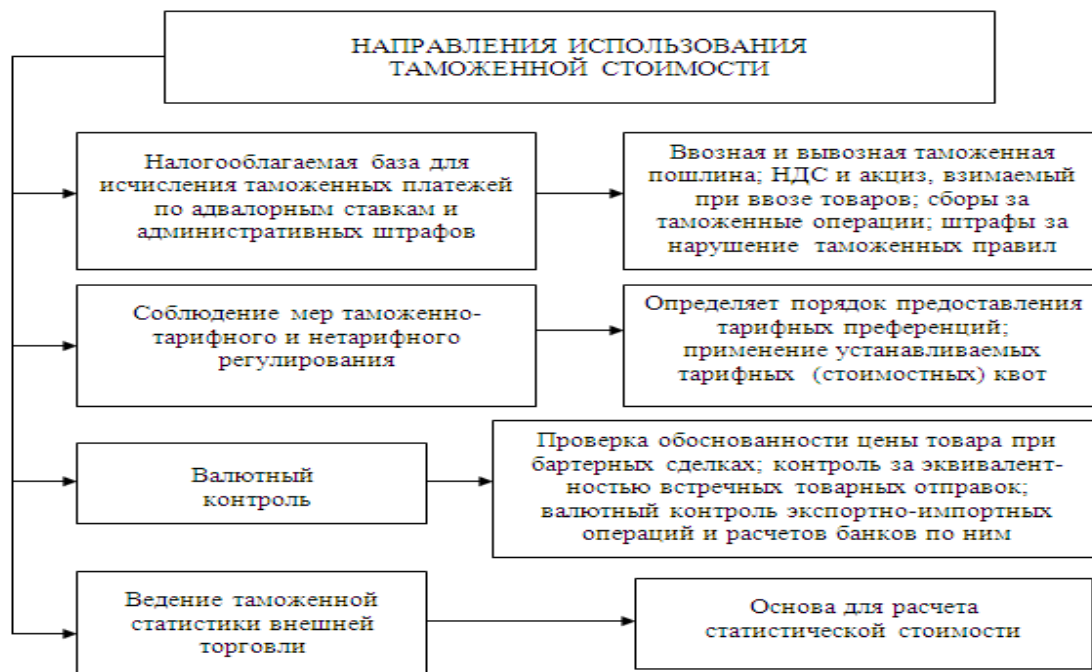 НАПРАВЛЕНИЯ ИСПОЛЬЗОВАНИЯ
ТАМОЖЕННОЙ СТОИМОСТИ
Налогооблагаемая база для
исчисления таможенных платежей
по адвалорным ставкам и
административных штрафов
Ввозная и вывозная таможенная
пошлина; НДС и акциз, взимаемый
при ввозе товаров; сборы за
таможенные операции; штрафы за
нарушение таможенных правил
Соблюдение мер таможенно-
тарифного и нетарифного
регулирования
Определяет порядок предоставления
тарифных преференций;
применение устанавливаемых
тарифных (стоимостных) квот
Валютный
контроль
Проверка обоснованности цены товара при
бартерных сделках; контроль за эквивалент-
ностью встречных товарных отправок;
валютный контроль экспортно-импортных
операций и расчетов банков по ним
Ведение таможенной
статистики внешней
торговли
Основа для расчета
статистической стоимости